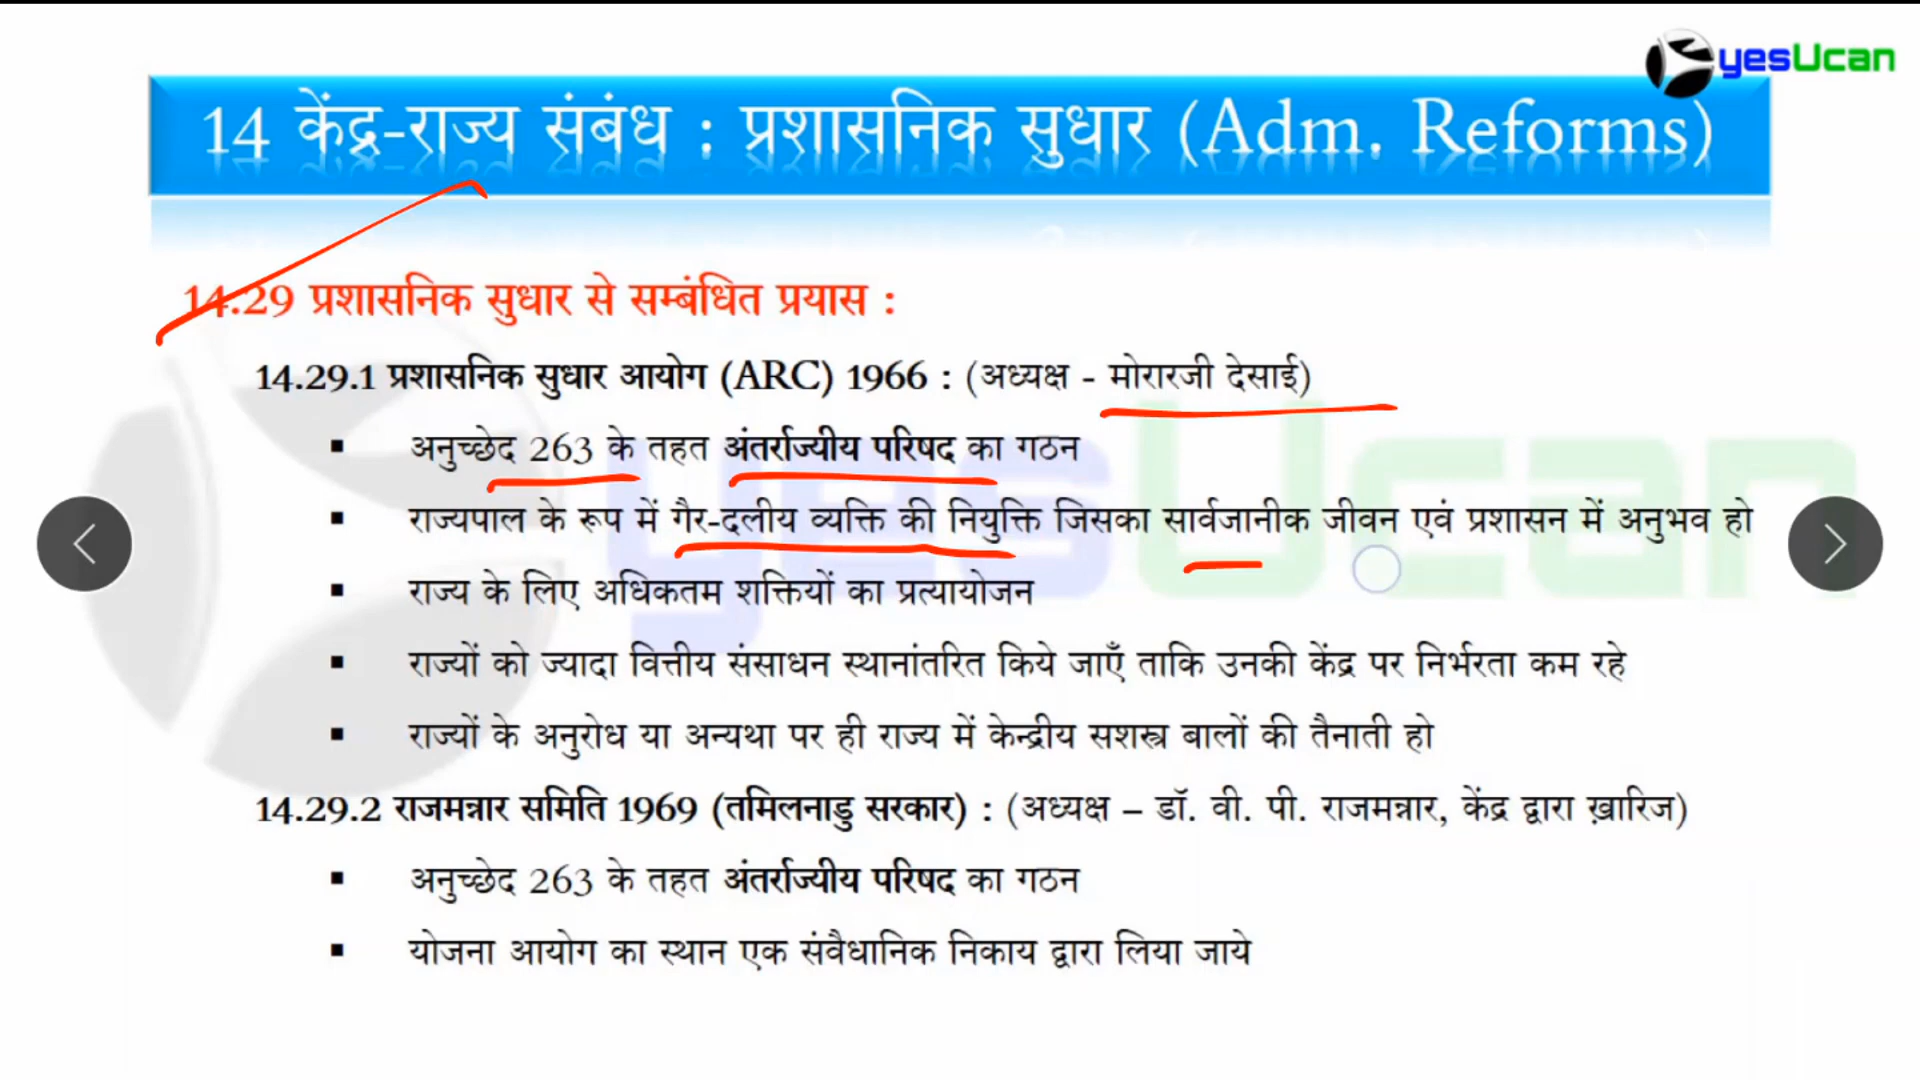 yesUcan
14 केंद्र-राज्य संबंध : प्रशासनिक सुधार (Adm. Reforms)
14.29 प्रशासनिक सुधार से सम्बंधित प्रयास :
14.29.1 प्रशासनिक सुधार आयोग (ARC) 1966 : (अध्यक्ष - मोरारजी देसाई)
▪ अनुच्छेद 263 के तहत अंतर्राज्यीय परिषद का गठन
▪ राज्यपाल के रूप में गैर-दलीय व्यक्ति की नियुक्ति जिसका सार्वजानीक जीवन एवं प्रशासन में अनुभव हो
▪ राज्य के लिए अधिकतम शक्तियों का प्रत्यायोजन
▪ राज्यों को ज्यादा वित्तीय संसाधन स्थानांतरित किये जाएँ ताकि उनकी केंद्र पर निर्भरता कम रहे
▪ राज्यों के अनुरोध या अन्यथा पर ही राज्य में केन्द्रीय सशस्त्र बालों की तैनाती हो
14.29.2 राजमन्नार समिति 1969 (तमिलनाडु सरकार) : (अध्यक्ष – डॉ. वी. पी. राजमन्नार, केंद्र द्वारा ख़ारिज)
▪ अनुच्छेद 263 के तहत अंतर्राज्यीय परिषद का गठन
▪ योजना आयोग का स्थान एक संवैधानिक निकाय द्वारा लिया जाये